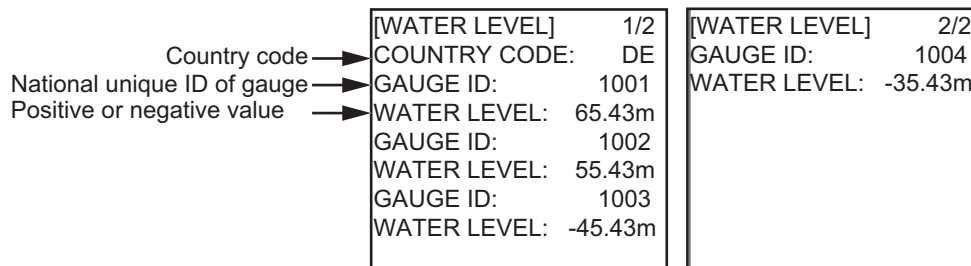 Country code
National unique ID of gauge
Positive or negative value
[WATER LEVEL] 1/2
COUNTRY CODE: DE
GAUGE ID: 1001
WATER LEVEL: 65.43m
GAUGE ID: 1002
WATER LEVEL: 55.43m
GAUGE ID: 1003
WATER LEVEL: -45.43m
[WATER LEVEL] 2/2
GAUGE ID: 1004
WATER LEVEL: -35.43m